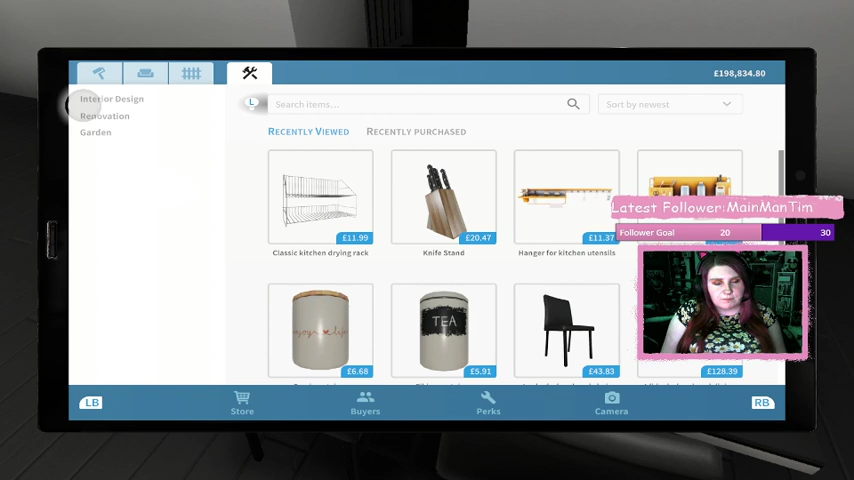 £198,834.80
Interior Design
L
Search items...
Sort by newest
Renovation
Garden
RECENTLY VIEWED
RECENTLY PURCHASED
£11.99
£20.47
£11.37
Classic kitchen drying rack
Knife Stand
Hanger for kitchen utensils
Latest Follower:MainManTim
Follower Goal
20
30
TEA
£6.68
£5.91
£43.83
£128.39
LB
Store
Buyers
Perks
Camera
RB